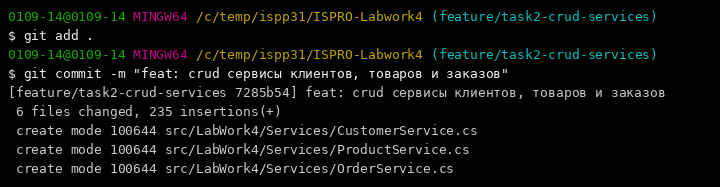 0109-14@0109-14 MINGW64 /c/temp/ispp31/ISPRO-Labwork4 (feature/task2-crud-services)
$ git add .
0109-14@0109-14 MINGW64 /c/temp/ispp31/ISPRO-Labwork4 (feature/task2-crud-services)
$ git commit -m "feat: crud сервисы клиентов, товаров и заказов"
[feature/task2-crud-services 7285b54] feat: crud сервисы клиентов, товаров и заказов
 6 files changed, 235 insertions(+)
 create mode 100644 src/LabWork4/Services/CustomerService.cs
 create mode 100644 src/LabWork4/Services/ProductService.cs
 create mode 100644 src/LabWork4/Services/OrderService.cs